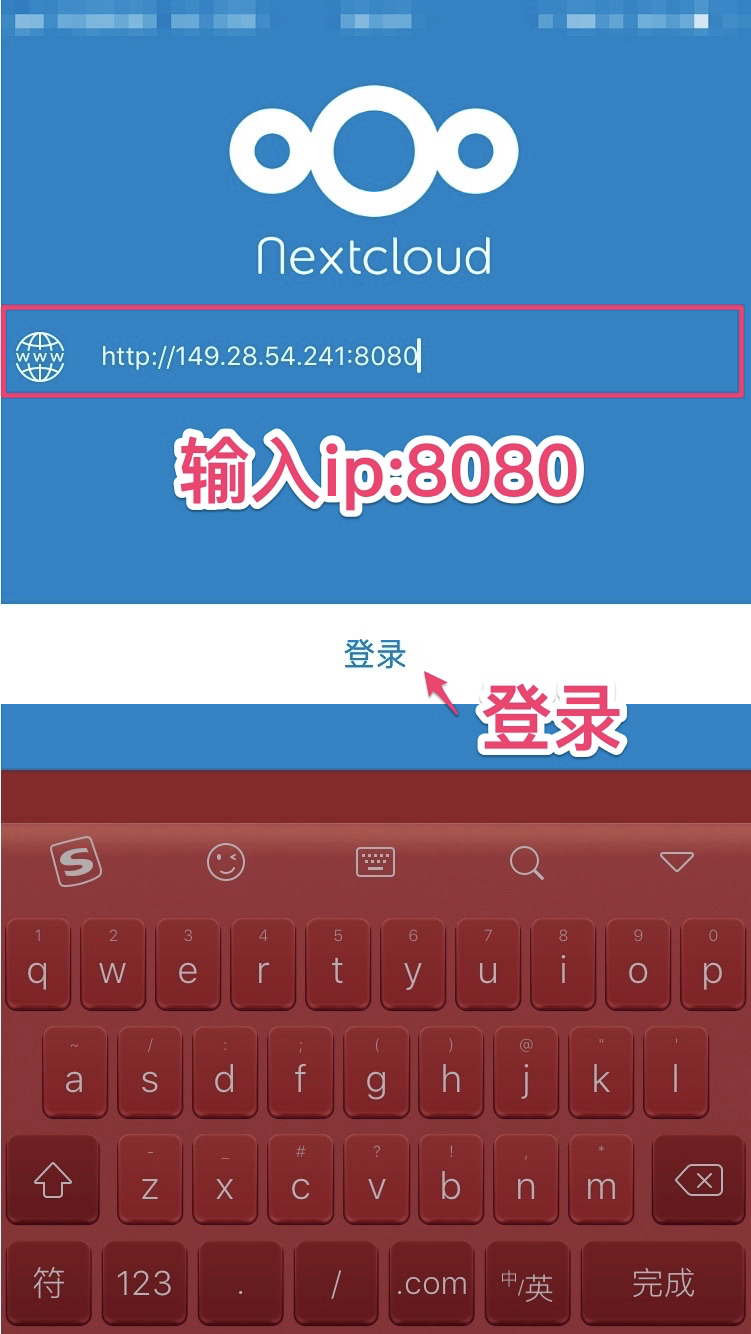 Nextcloud
www http://149.28.54.241:8080
输入ip:8080
登录
登录
S
1 2 3 4 5 6 7 8 9 0
q w e r t y u i o p
~ / : ; ( ) @ " '
a s d f g h j k l
- _ # ? ! , *
z x c v b n m
符 123 . / .com 中/英 完成